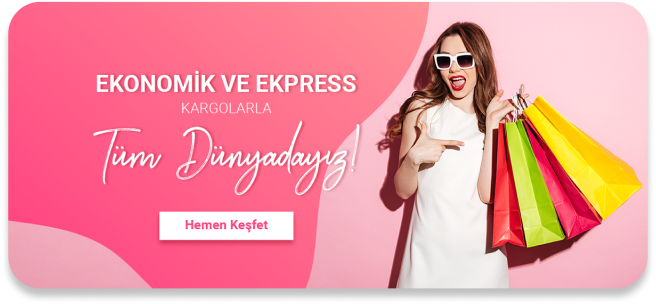 EKONOMİK VE EKPRESS
KARGOLARLA
Tüm Dünyadayız!
Hemen Keşfet